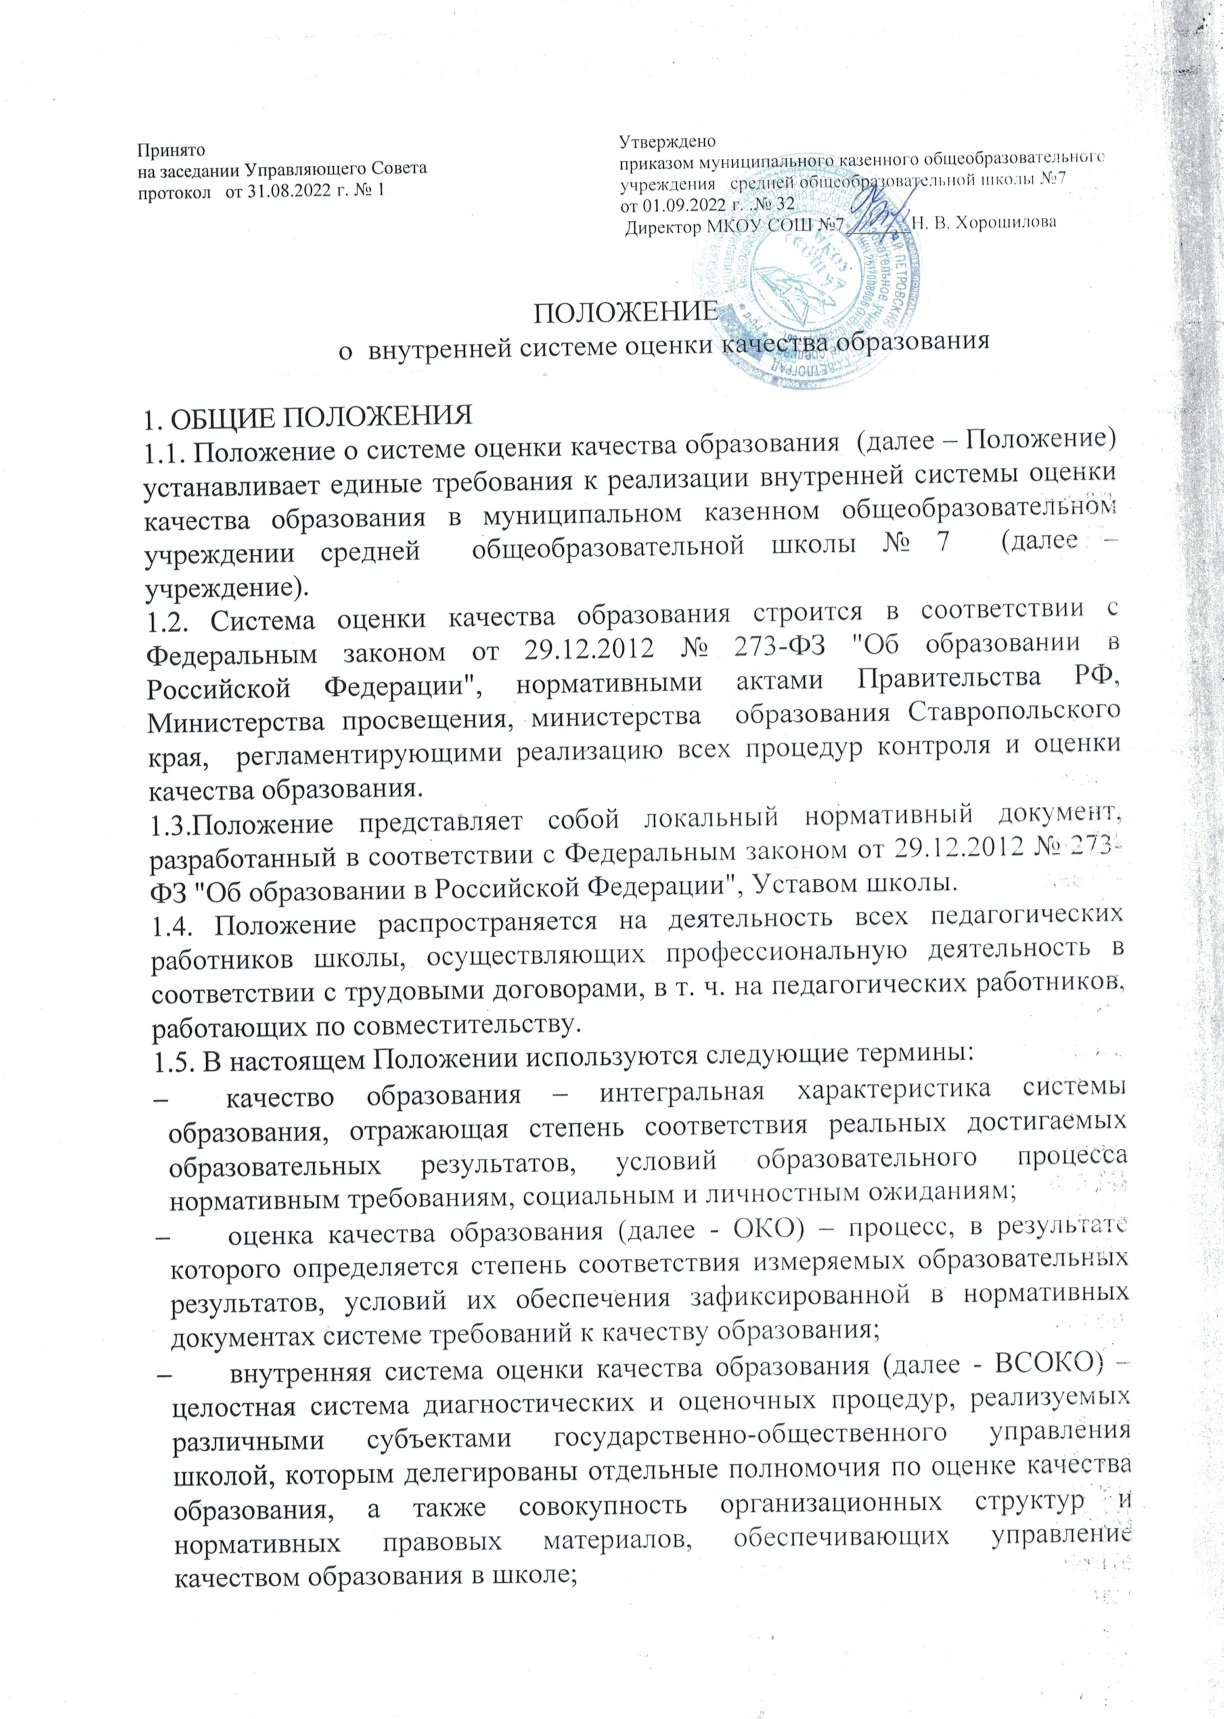 Принято
на заседании Управляющего Совета
протокол от 31.08.2022 г. № 1
Утверждено
приказом муниципального казенного общеобразовательного
учреждения средней общеобразовательной школы №7
от 01.09.2022 г. .№ 32
Директор МКОУ СОШ №7 Н. В. Хорошилова
МКОУ
СОШ №7
ПОЛОЖЕНИЕ
о внутренней системе оценки качества образования
1. ОБЩИЕ ПОЛОЖЕНИЯ
1.1. Положение о системе оценки качества образования (далее – Положение)
устанавливает единые требования к реализации внутренней системы оценки
качества образования в муниципальном казенном общеобразовательном
учреждении средней общеобразовательной школы № 7 (далее –
учреждение).
1.2. Система оценки качества образования строится в соответствии с
Федеральным законом от 29.12.2012 № 273-ФЗ "Об образовании в
Российской Федерации", нормативными актами Правительства РФ,
Министерства просвещения, министерства образования Ставропольского
края, регламентирующими реализацию всех процедур контроля и оценки
качества образования.
1.3.Положение представляет собой локальный нормативный документ,
разработанный в соответствии с Федеральным законом от 29.12.2012 № 273-
ФЗ "Об образовании в Российской Федерации", Уставом школы.
1.4. Положение распространяется на деятельность всех педагогических
работников школы, осуществляющих профессиональную деятельность в
соответствии с трудовыми договорами, в т. ч. на педагогических работников,
работающих по совместительству.
1.5. В настоящем Положении используются следующие термины:
– качество образования – интегральная характеристика системы
образования, отражающая степень соответствия реальных достигаемых
образовательных результатов, условий образовательного процесса
нормативным требованиям, социальным и личностным ожиданиям;
– оценка качества образования (далее - ОКО) – процесс, в результате
которого определяется степень соответствия измеряемых образовательных
результатов, условий их обеспечения зафиксированной в нормативных
документах системе требований к качеству образования;
– внутренняя система оценки качества образования (далее - ВСОКО) –
целостная система диагностических и оценочных процедур, реализуемых
различными субъектами государственно-общественного управления
школой, которым делегированы отдельные полномочия по оценке качества
образования, а также совокупность организационных структур и
нормативных правовых материалов, обеспечивающих управление
качеством образования в школе;